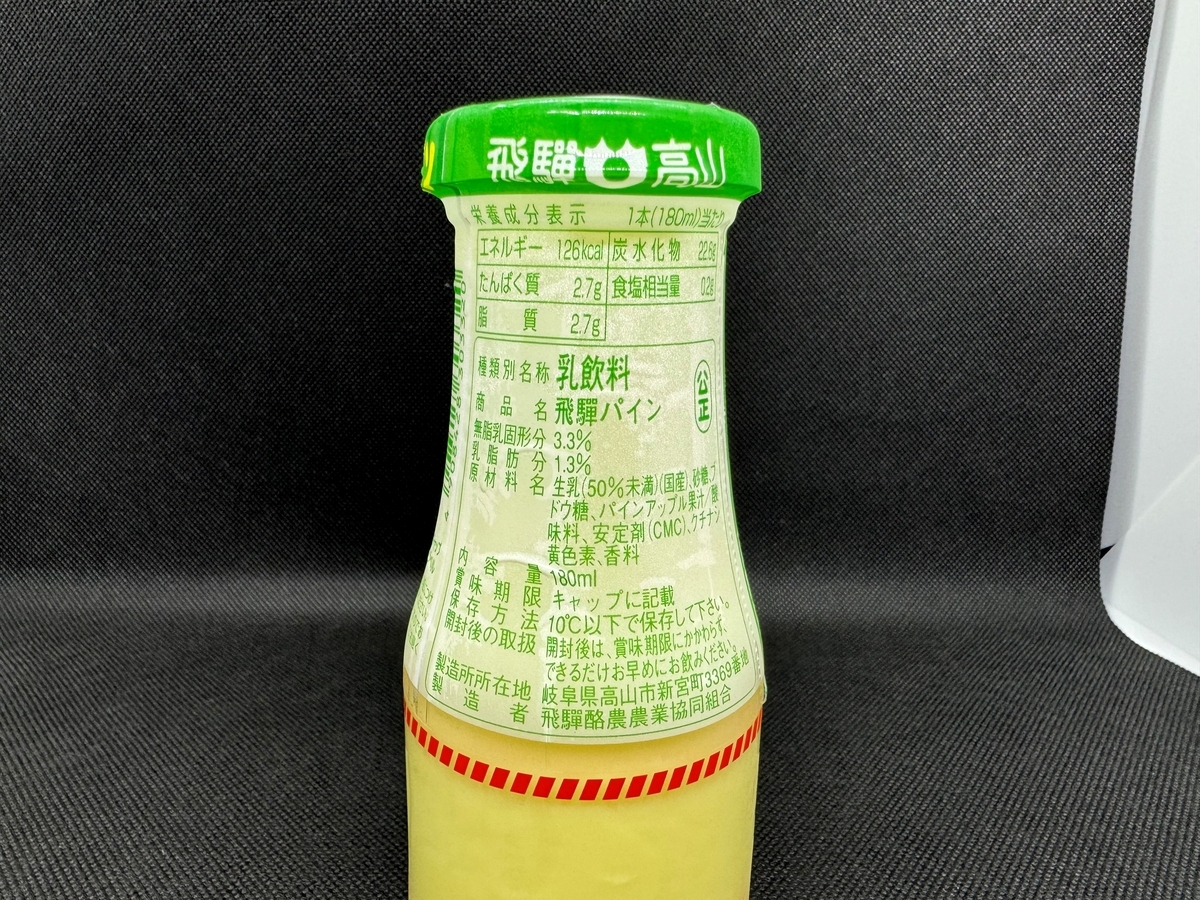 飛騨 高山
栄養成分表示 1本(180ml)当たり
エネルギー 126kcal 炭水化物 22.6g
たんぱく質 2.7g 食塩相当量 0.2g
脂質 2.7g
種類別名称 乳飲料
公正
商品名 飛騨パイン
無脂乳固形分 3.3%
乳脂肪分 1.3%
原材料名 生乳(50%未満)(国産)、砂糖、ブ
ドウ糖、パインアップル果汁/酸
味料、安定剤(CMC)、クチナシ
黄色素、香料
内容量 180ml
賞味期限 キャップに記載
保存方法 10℃以下で保存して下さい。
開封後の取扱 開封後は、賞味期限にかかわらず、
できるだけお早めにお飲みください。
製造所所在地 岐阜県高山市新宮町3369番地
製造者 飛騨酪農農業協同組合